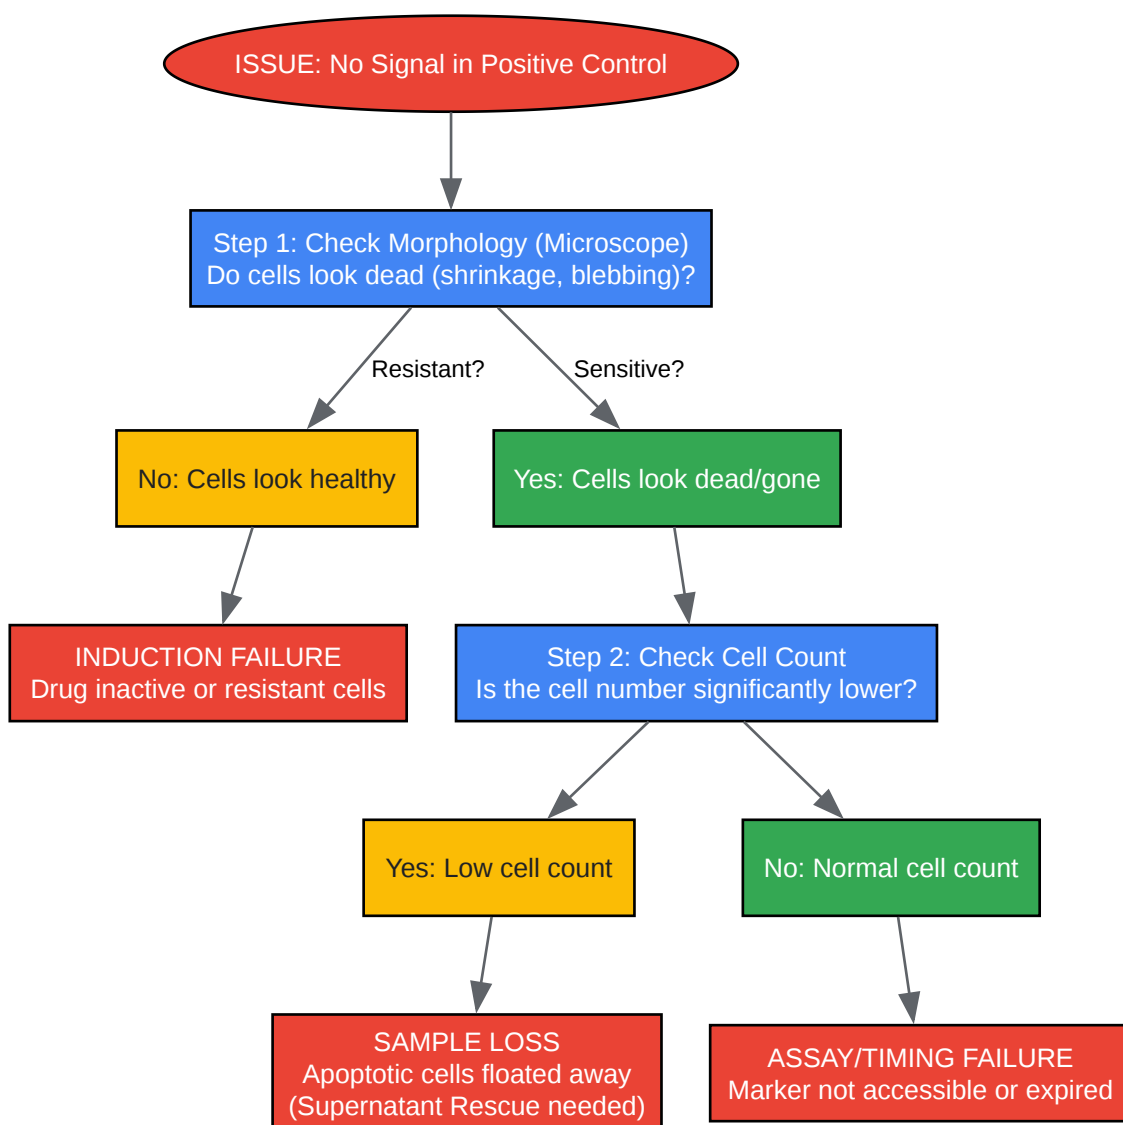 ISSUE: No Signal in Positive Control
Step 1: Check Morphology (Microscope)
Do cells look dead (shrinkage, blebbing)?
Resistant?
Sensitive?
No: Cells look healthy
Yes: Cells look dead/gone
INDUCTION FAILURE
Drug inactive or resistant cells
Step 2: Check Cell Count
Is the cell number significantly lower?
Yes: Low cell count
No: Normal cell count
SAMPLE LOSS
Apoptotic cells floated away
(Supernatant Rescue needed)
ASSAY/TIMING FAILURE
Marker not accessible or expired